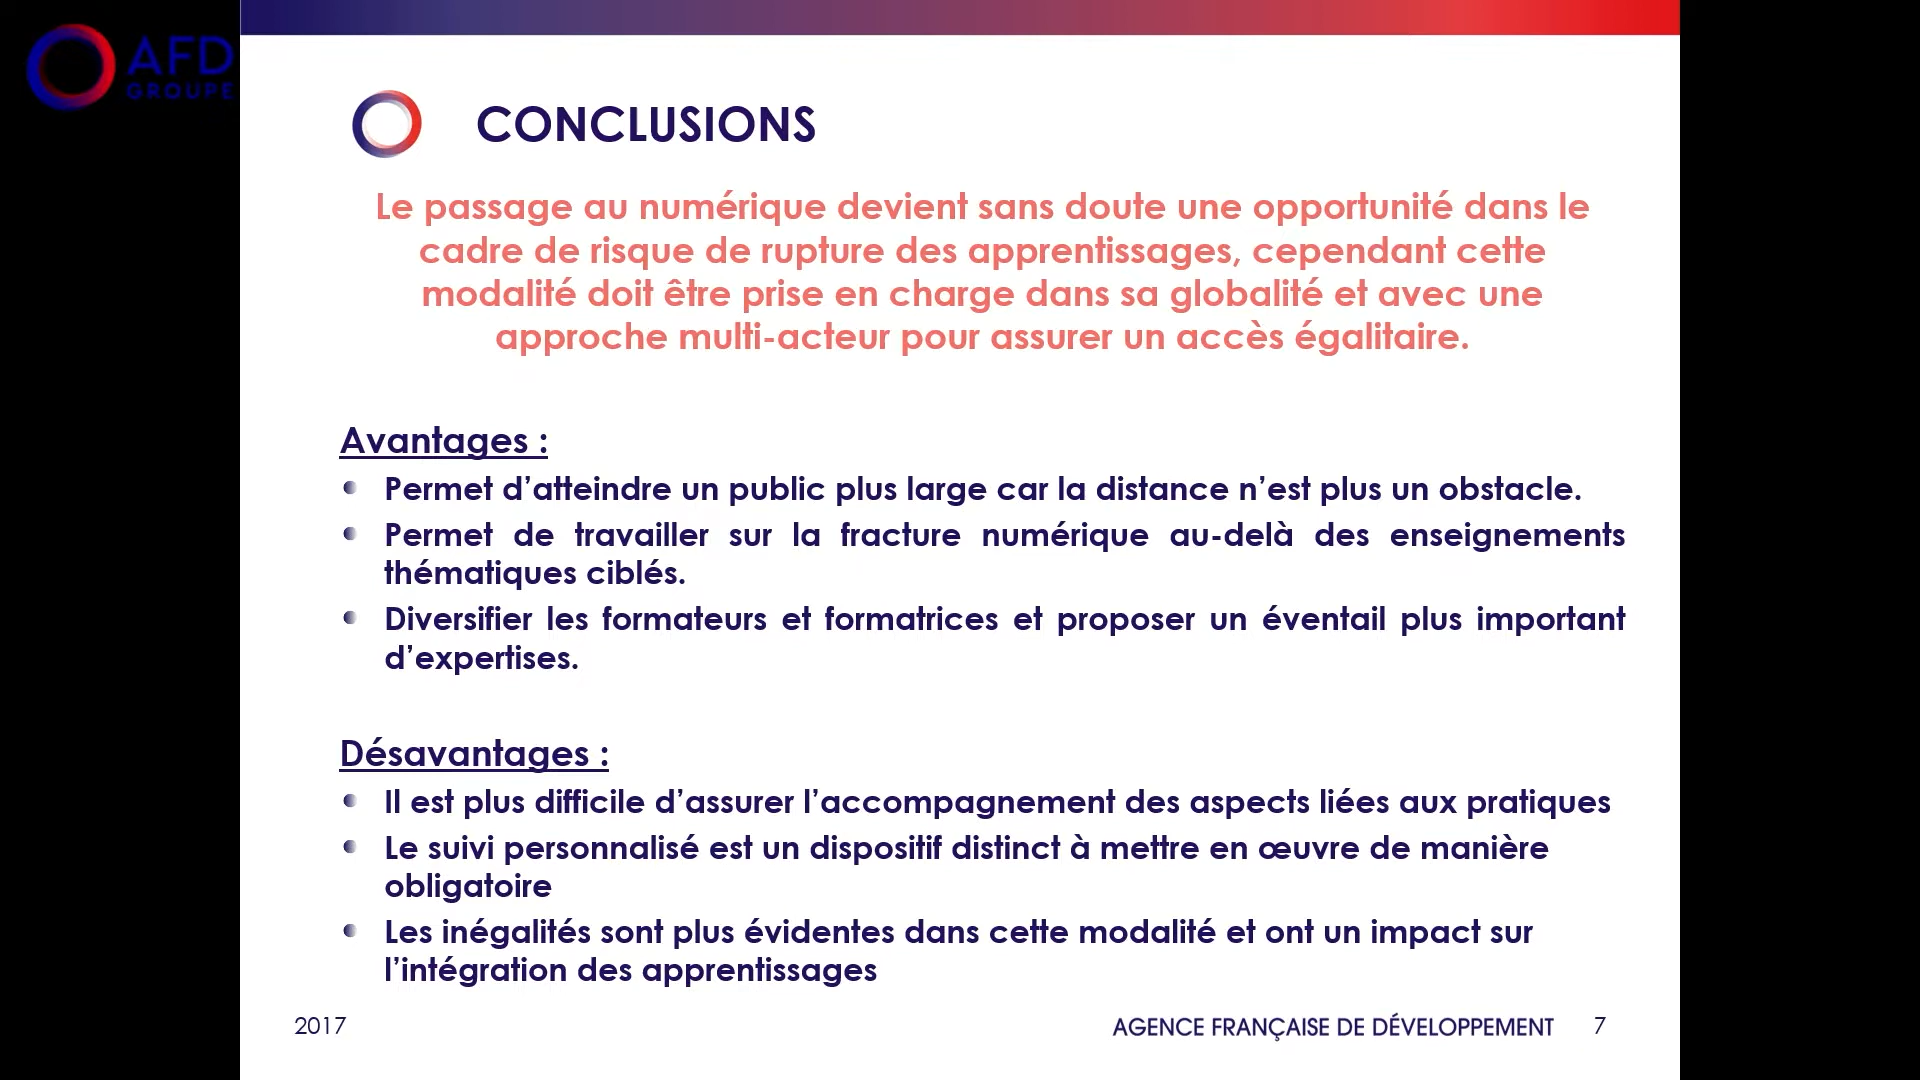 AFD
GROUPE
CONCLUSIONS
Le passage au numérique devient sans doute une opportunité dans le
cadre de risque de rupture des apprentissages, cependant cette
modalité doit être prise en charge dans sa globalité et avec une
approche multi-acteur pour assurer un accès égalitaire.
Avantages :
Permet d’atteindre un public plus large car la distance n’est plus un obstacle.
Permet de travailler sur la fracture numérique au-delà des enseignements
thématiques ciblés.
Diversifier les formateurs et formatrices et proposer un éventail plus important
d’expertises.
Désavantages :
Il est plus difficile d’assurer l’accompagnement des aspects liées aux pratiques
Le suivi personnalisé est un dispositif distinct à mettre en œuvre de manière
obligatoire
Les inégalités sont plus évidentes dans cette modalité et ont un impact sur
l’intégration des apprentissages
2017 AGENCE FRANÇAISE DE DÉVELOPPEMENT 7